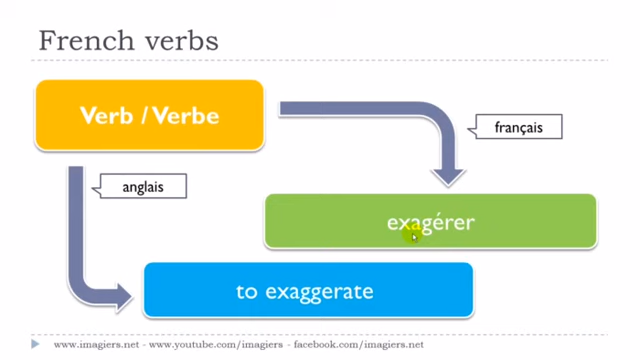 French verbs
Verb / Verbe
français
anglais
exagérer
to exaggerate
www.imagiers.net - www.youtube.com/imagiers - facebook.com/imagiers.net